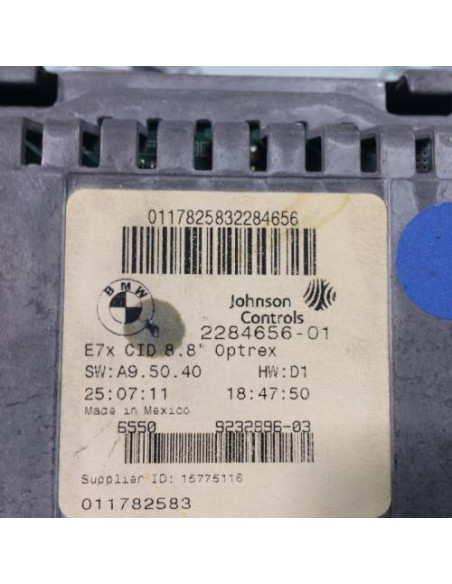 0117825832284656
BMW
Johnson
Controls
2284656-01
E7x CID 8.8" Optrex
SW:A9.50.40 HW:D1
25:07:11 18:47:50
Made in Mexico
6550 9232896-03
Supplier ID: 15775116
011782583